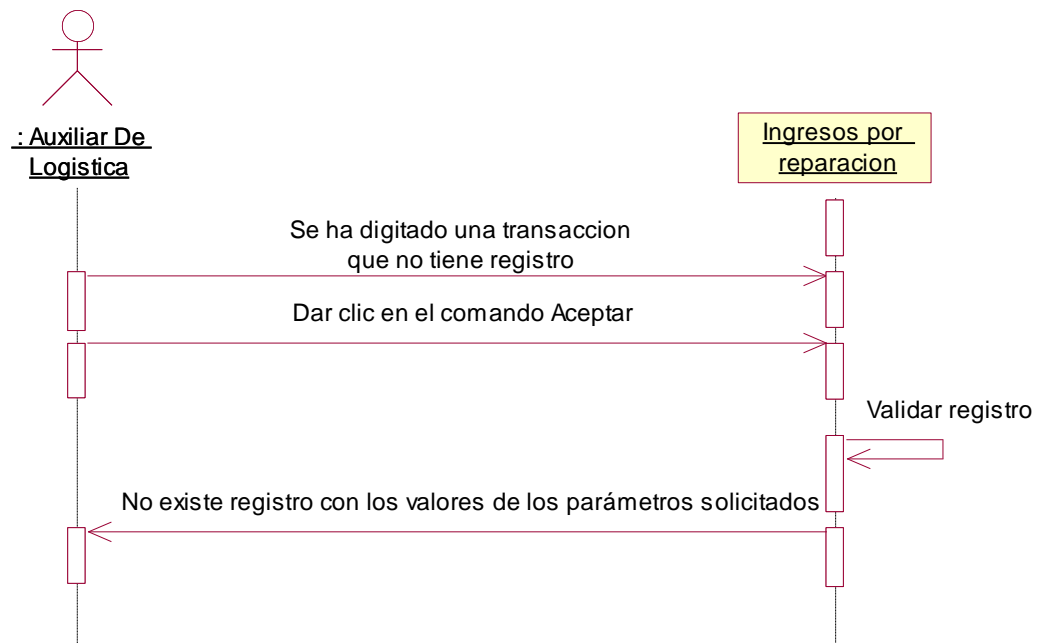 : Auxiliar De
Logistica
Ingresos por
reparacion
Se ha digitado una transaccion
que no tiene registro
Dar clic en el comando Aceptar
Validar registro
No existe registro con los valores de los parámetros solicitados